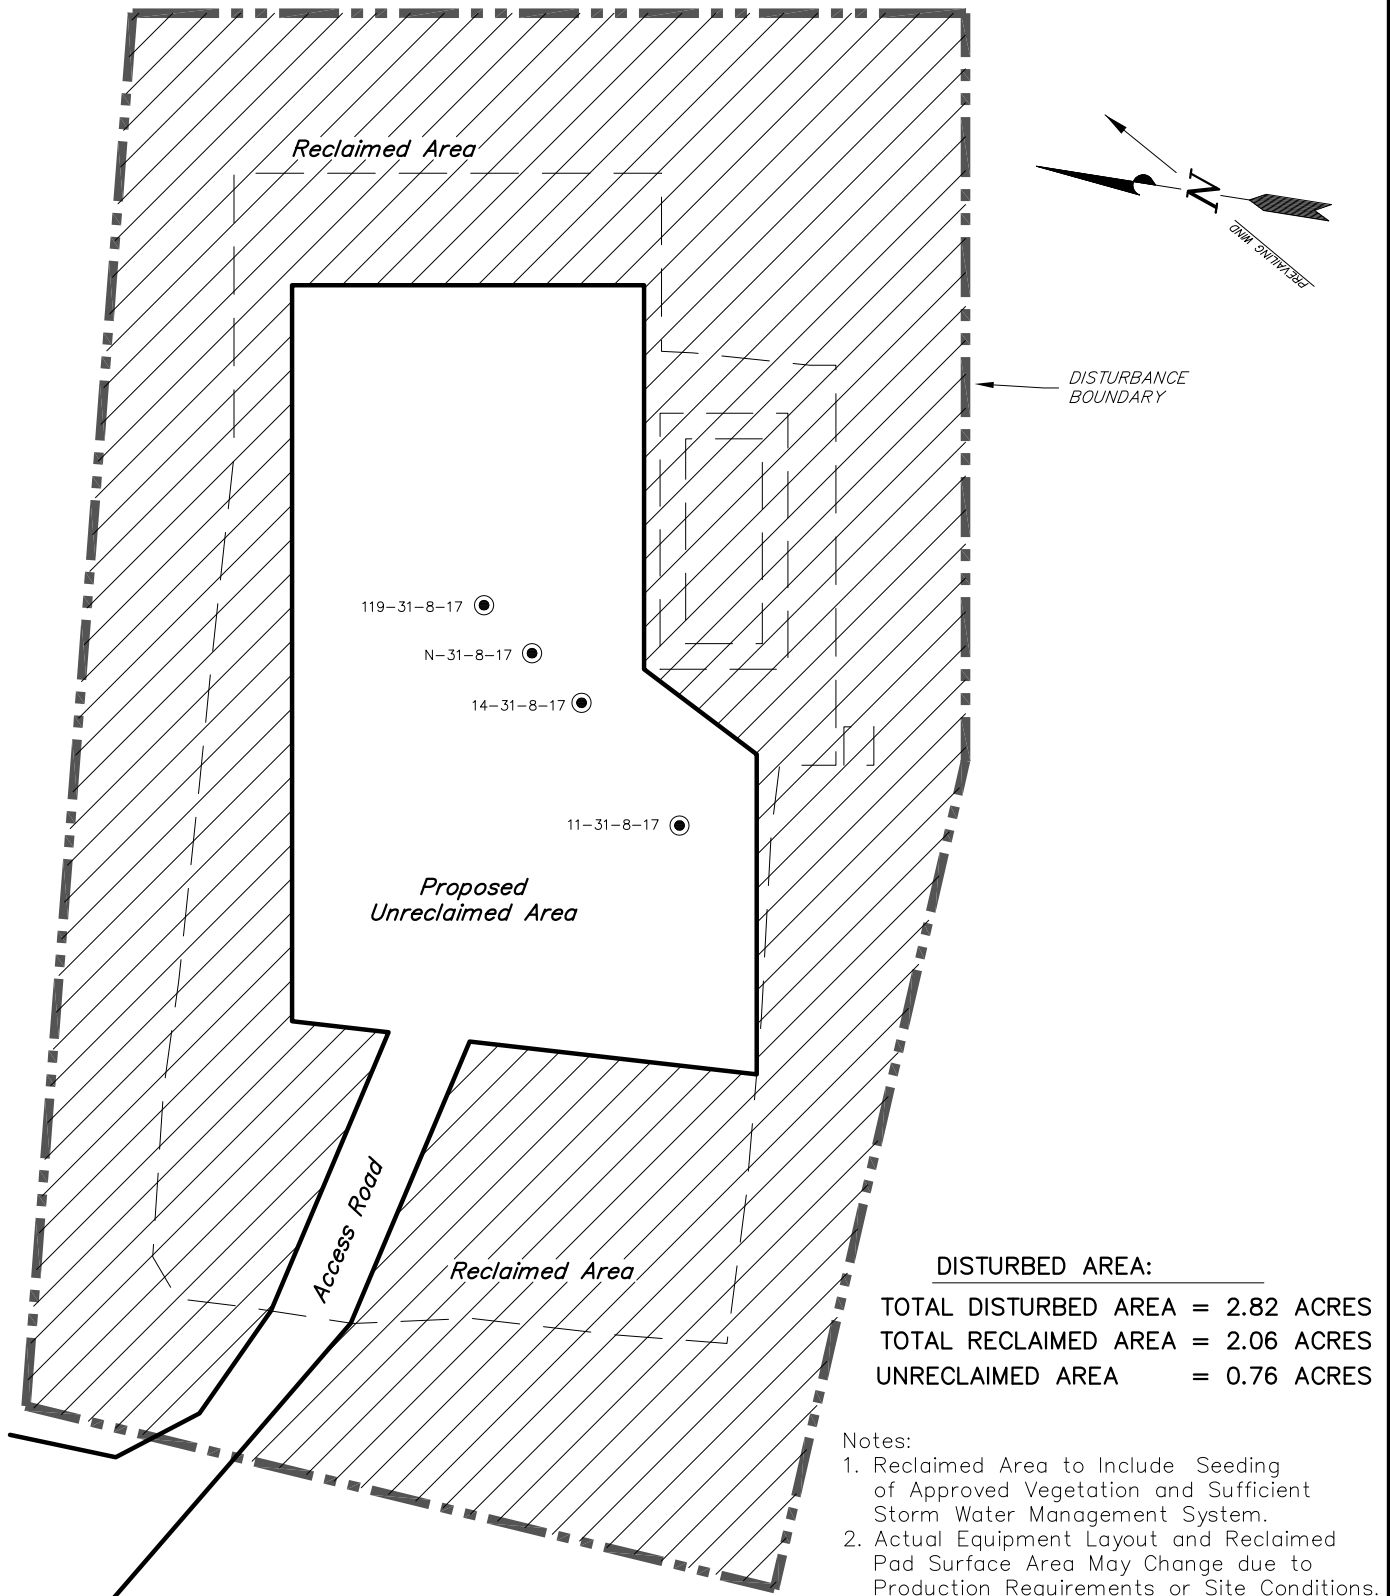 Reclaimed Area
N
PREVAILING WIND
DISTURBANCE
BOUNDARY
119-31-8-17
N-31-8-17
14-31-8-17
11-31-8-17
Proposed
Unreclaimed Area
Access Road
Reclaimed Area
DISTURBED AREA:
TOTAL DISTURBED AREA = 2.82 ACRES
TOTAL RECLAIMED AREA = 2.06 ACRES
UNRECLAIMED AREA = 0.76 ACRES
Notes:
1. Reclaimed Area to Include Seeding
of Approved Vegetation and Sufficient
Storm Water Management System.
2. Actual Equipment Layout and Reclaimed
Pad Surface Area May Change due to
Production Requirements or Site Conditions.